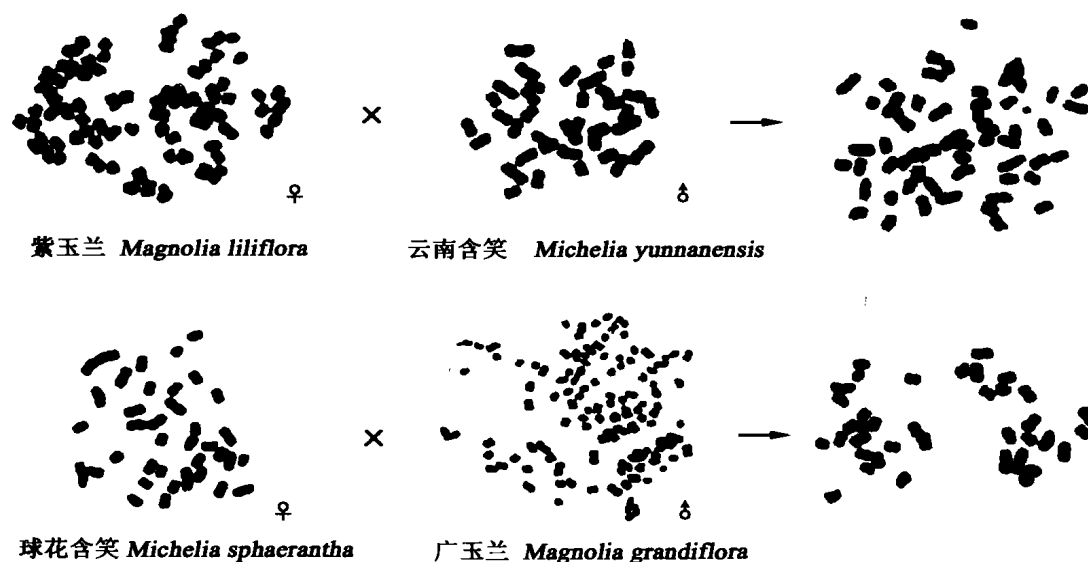 × →
♀ ♂
紫玉兰 Magnolia liliflora 云南含笑 Michelia yunnanensis
× →
♀ ♂
球花含笑 Michelia sphaerantha 广玉兰 Magnolia grandiflora